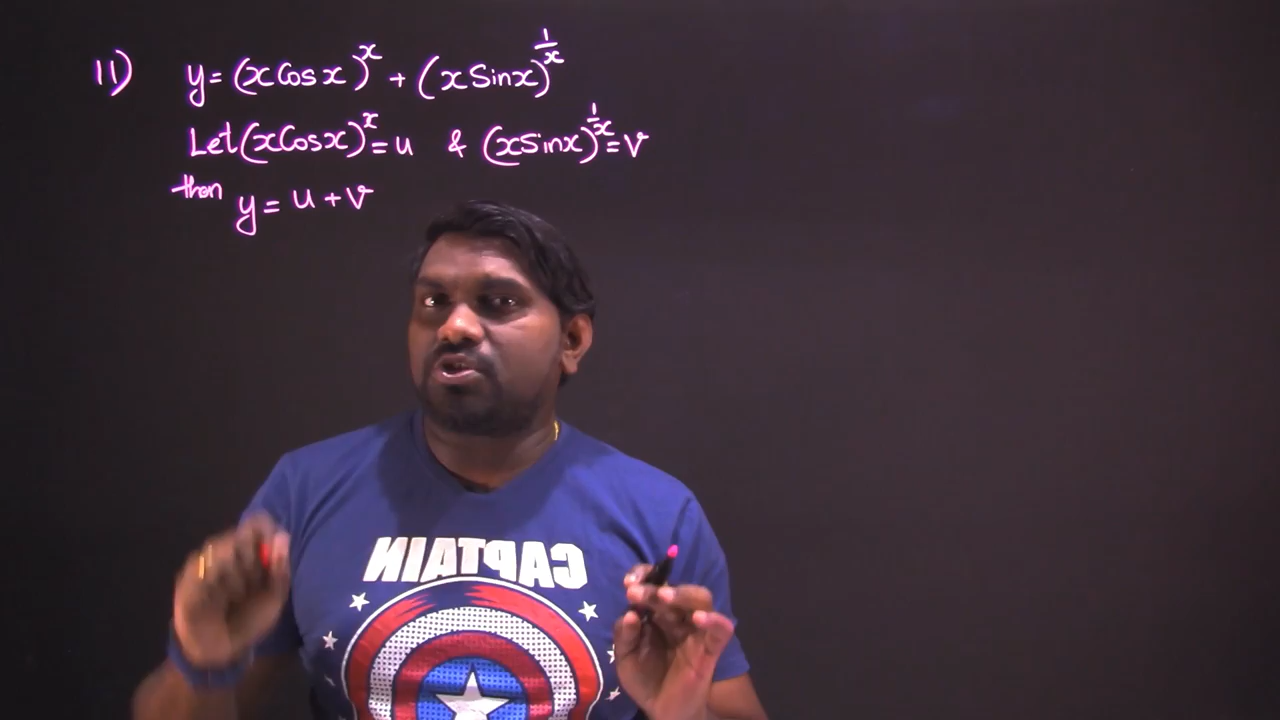 11) y = (x Cos x)^x + (x Sin x)^{1/x}
Let (x Cos x)^x = u & (x Sin x)^{1/x} = v
then y = u + v
CAPTAIN